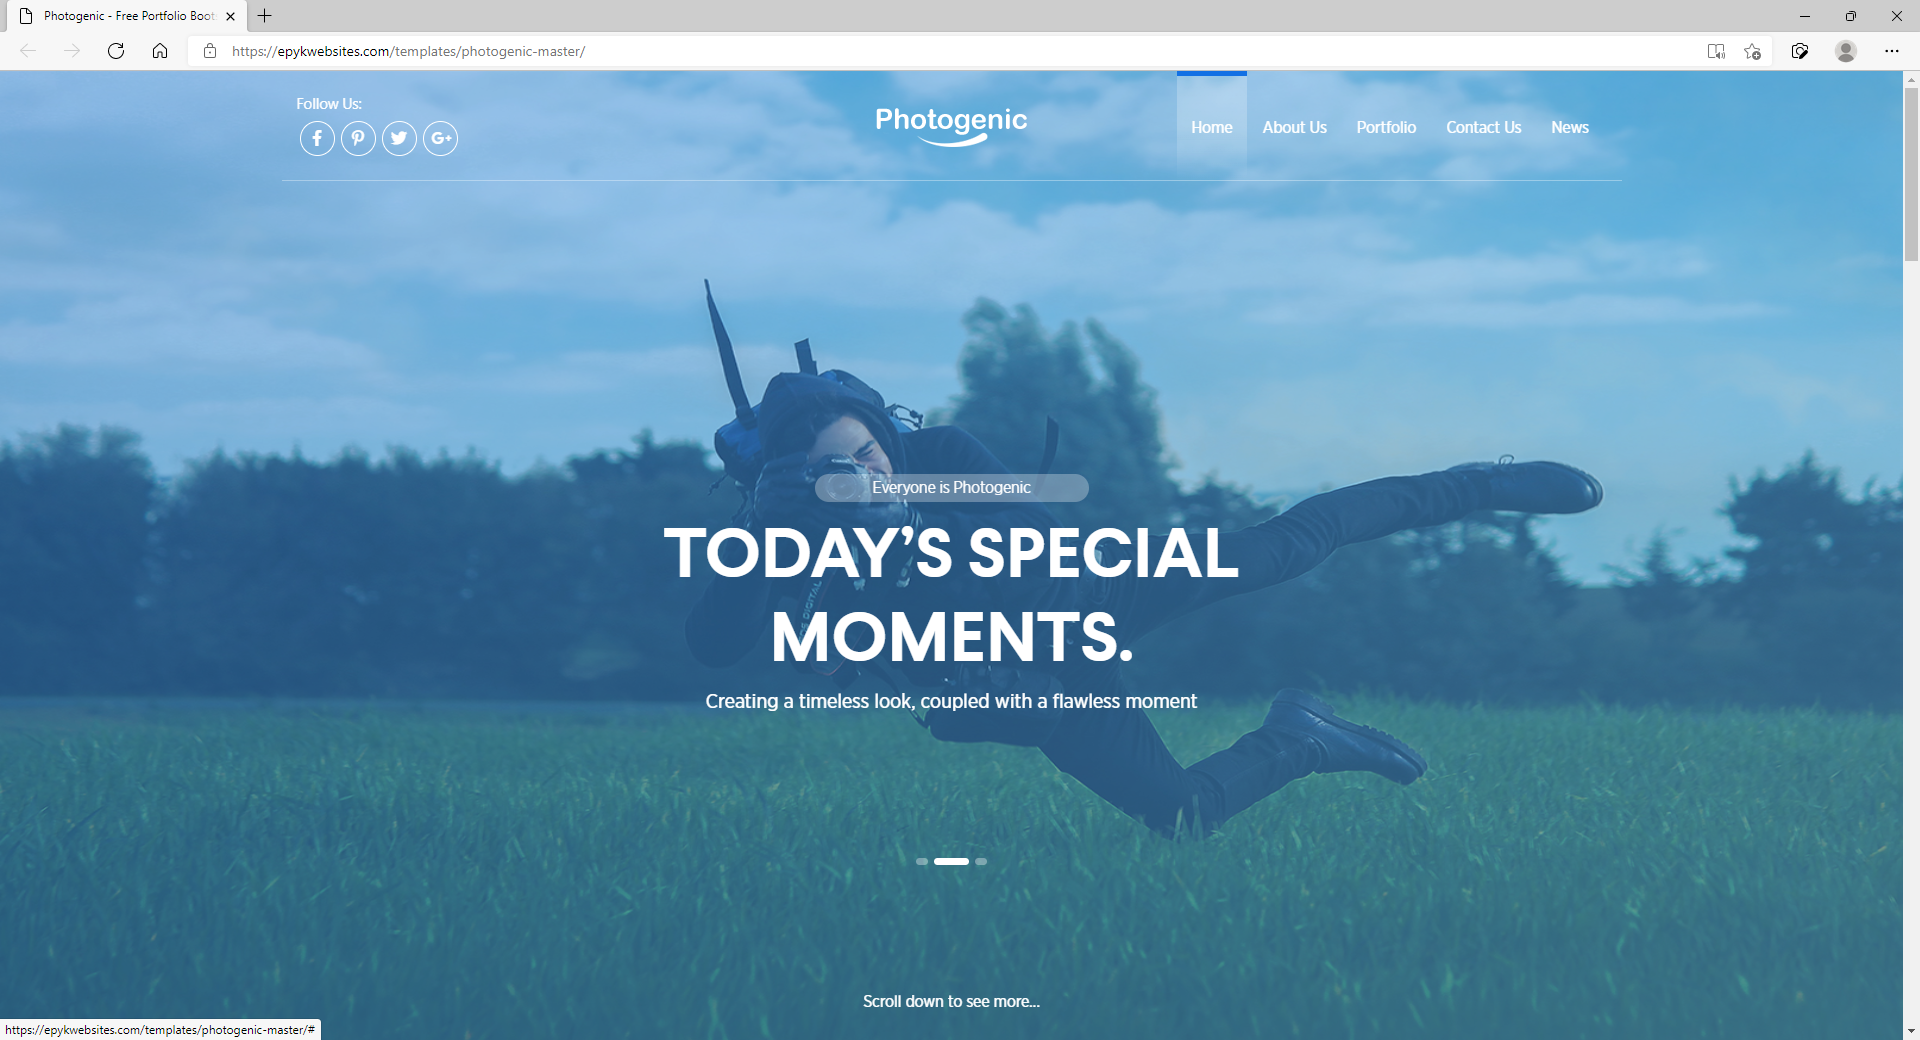 Photogenic - Free Portfolio Boot
https://epykwebsites.com/templates/photogenic-master/
Follow Us:
Photogenic
Home
About Us
Portfolio
Contact Us
News
Everyone is Photogenic
TODAY'S SPECIAL
MOMENTS.
Creating a timeless look, coupled with a flawless moment
Scroll down to see more...
https://epykwebsites.com/templates/photogenic-master/#